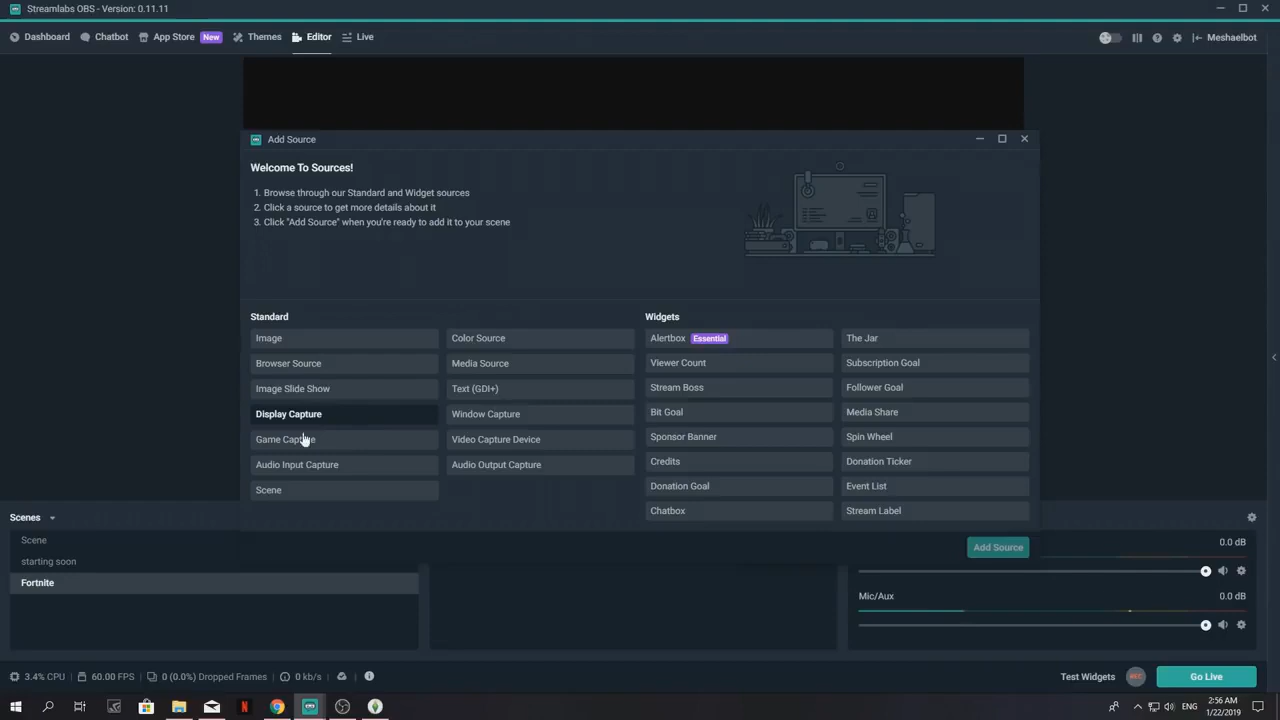 Streamlabs OBS - Version: 0.11.11
Dashboard
Chatbot
App Store New
Themes
Editor
Live
Meshaelbot
Add Source
Welcome To Sources!
1. Browse through our Standard and Widget sources
2. Click a source to get more details about it
3. Click "Add Source" when you're ready to add it to your scene
Standard
Image
Color Source
Browser Source
Media Source
Image Slide Show
Text (GDI+)
Display Capture
Window Capture
Game Capture
Video Capture Device
Audio Input Capture
Audio Output Capture
Scene
Widgets
Alertbox Essential
The Jar
Viewer Count
Subscription Goal
Stream Boss
Follower Goal
Bit Goal
Media Share
Sponsor Banner
Spin Wheel
Credits
Donation Ticker
Donation Goal
Event List
Chatbox
Stream Label
Add Source
Scenes
Scene
starting soon
Fortnite
0.0 dB
Mic/Aux
0.0 dB
3.4% CPU
60.00 FPS
0 (0.0%) Dropped Frames
0 kb/s
Test Widgets
REC
Go Live
ENG
2:56 AM
1/22/2019